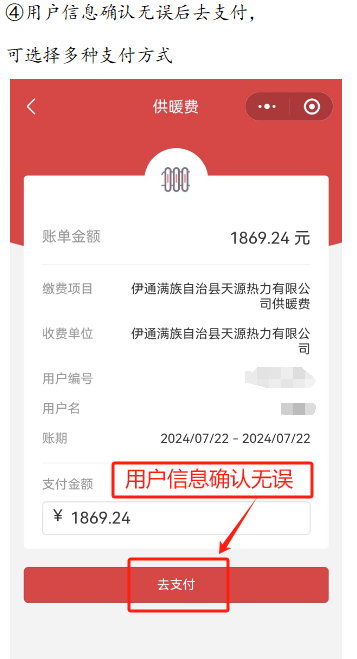 ④用户信息确认无误后去支付，
可选择多种支付方式
供暖费
账单金额 1869.24 元
缴费项目 伊通满族自治县天源热力有限公
司供暖费
收费单位 伊通满族自治县天源热力有限公
司
用户编号
用户名
账期 2024/07/22 - 2024/07/22
支付金额
用户信息确认无误
¥ 1869.24
去支付